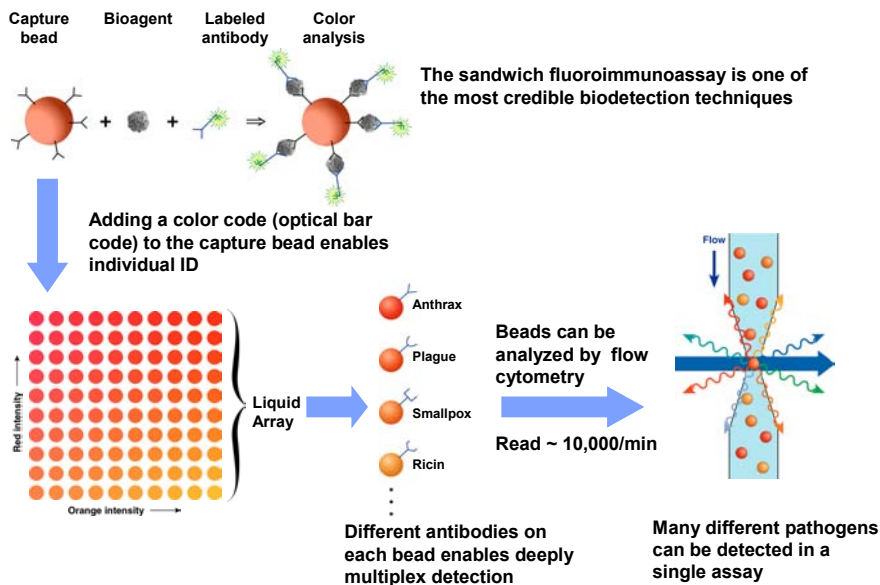 Capture
bead
Bioagent
Labeled
antibody
Color
analysis
+
+
⇒
The sandwich fluoroimmunoassay is one of
the most credible biodetection techniques
Adding a color code (optical bar
code) to the capture bead enables
individual ID
Red intensity
Orange intensity
Liquid
Array
Anthrax
Plague
Smallpox
Ricin
Different antibodies on
each bead enables deeply
multiplex detection
Beads can be
analyzed by flow
cytometry
Read ~ 10,000/min
Flow
Many different pathogens
can be detected in a
single assay